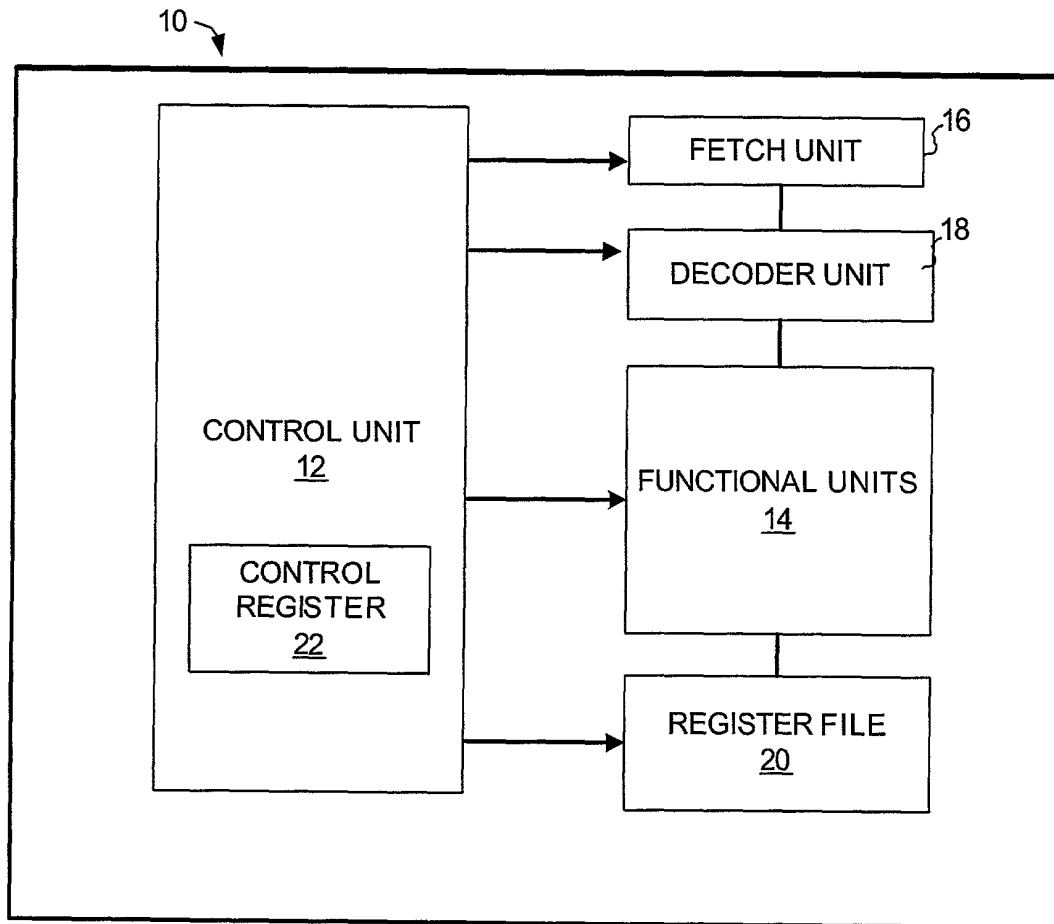 10
16
FETCH UNIT
18
DECODER UNIT
CONTROL UNIT
12
FUNCTIONAL UNITS
14
CONTROL
REGISTER
22
REGISTER FILE
20